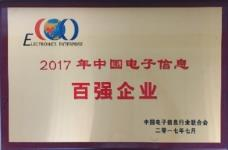 ELECTRONICS ENTERPRISE
2017 年中国电子信息
百强企业
中国电子信息行业联合会
二零一七年七月